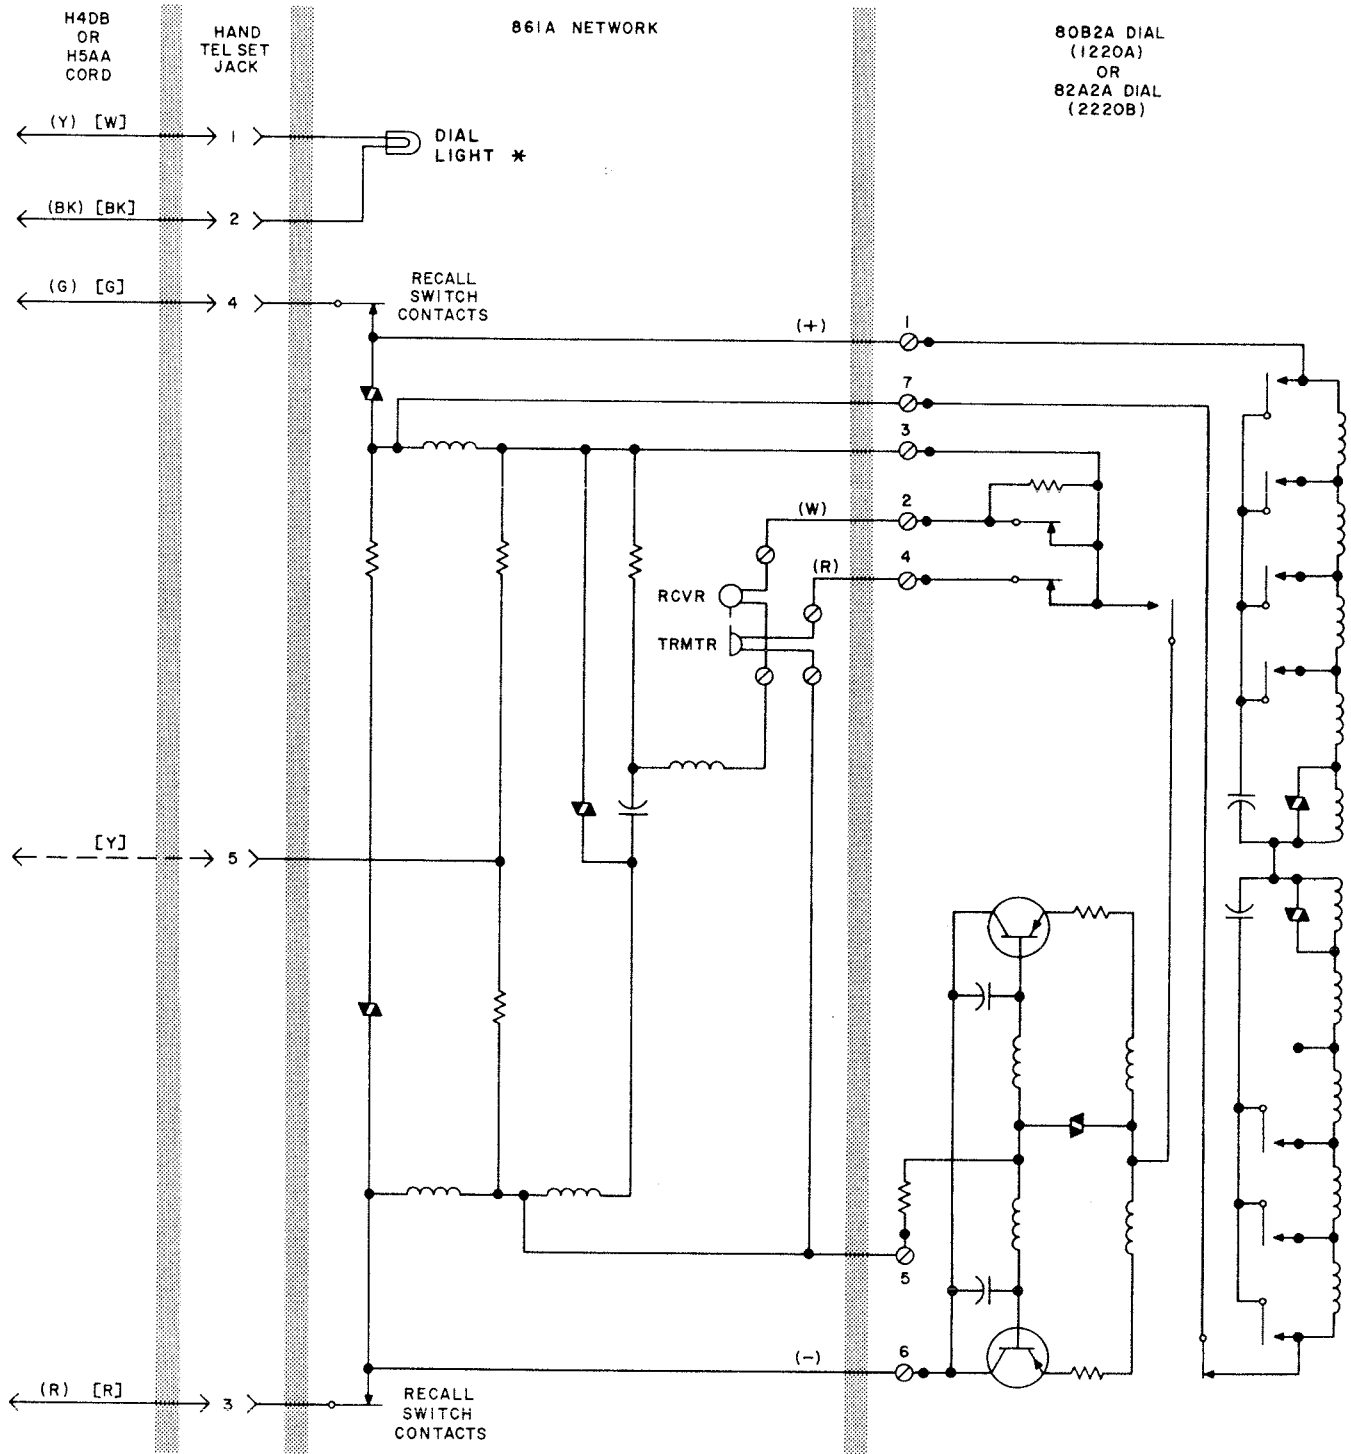 H4DB
OR
H5AA
CORD
HAND
TEL SET
JACK
861A NETWORK
80B2A DIAL
(1220A)
OR
82A2A DIAL
(2220B)
(Y) [W]
1
DIAL
LIGHT *
(BK) [BK]
2
(G) [G]
4
RECALL
SWITCH
CONTACTS
(+)
1
7
3
(W)
2
(R)
4
RCVR
TRMTR
[Y]
5
5
(-)
6
(R) [R]
3
RECALL
SWITCH
CONTACTS